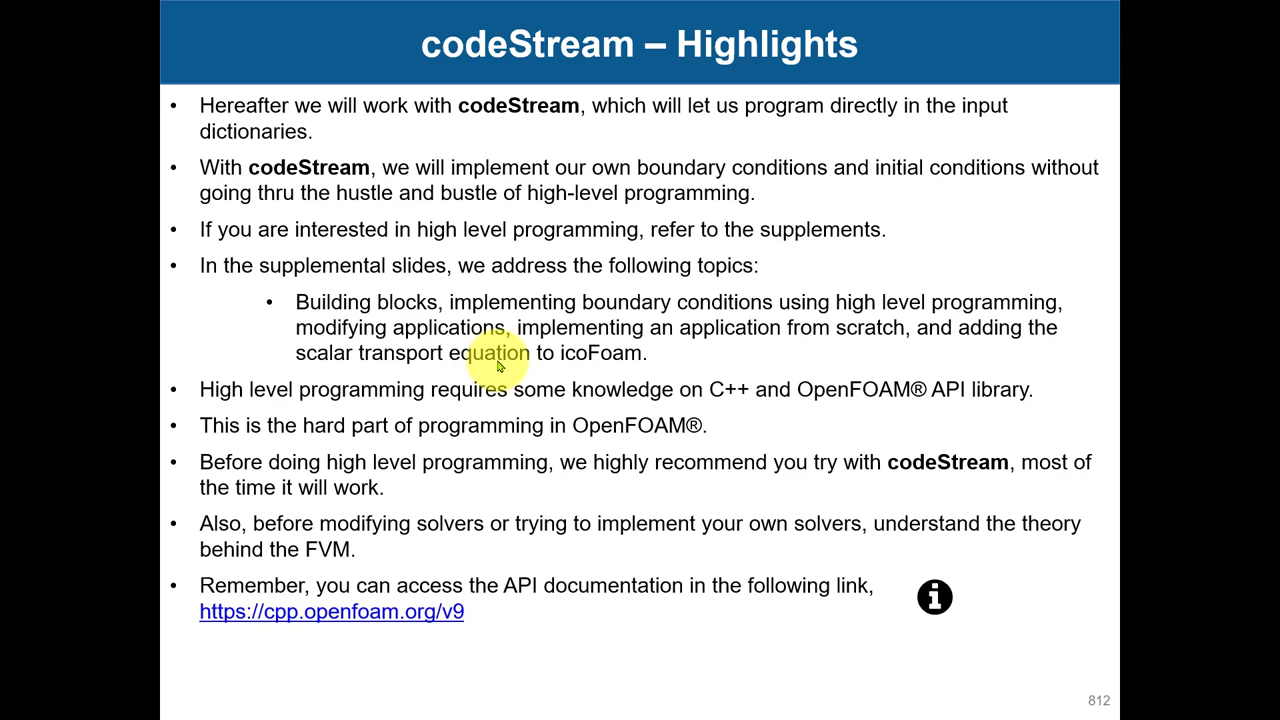 codeStream – Highlights
• Hereafter we will work with codeStream, which will let us program directly in the input
dictionaries.
• With codeStream, we will implement our own boundary conditions and initial conditions without
going thru the hustle and bustle of high-level programming.
• If you are interested in high level programming, refer to the supplements.
• In the supplemental slides, we address the following topics:
• Building blocks, implementing boundary conditions using high level programming,
modifying applications, implementing an application from scratch, and adding the
scalar transport equation to icoFoam.
• High level programming requires some knowledge on C++ and OpenFOAM® API library.
• This is the hard part of programming in OpenFOAM®.
• Before doing high level programming, we highly recommend you try with codeStream, most of
the time it will work.
• Also, before modifying solvers or trying to implement your own solvers, understand the theory
behind the FVM.
• Remember, you can access the API documentation in the following link,
https://cpp.openfoam.org/v9
812